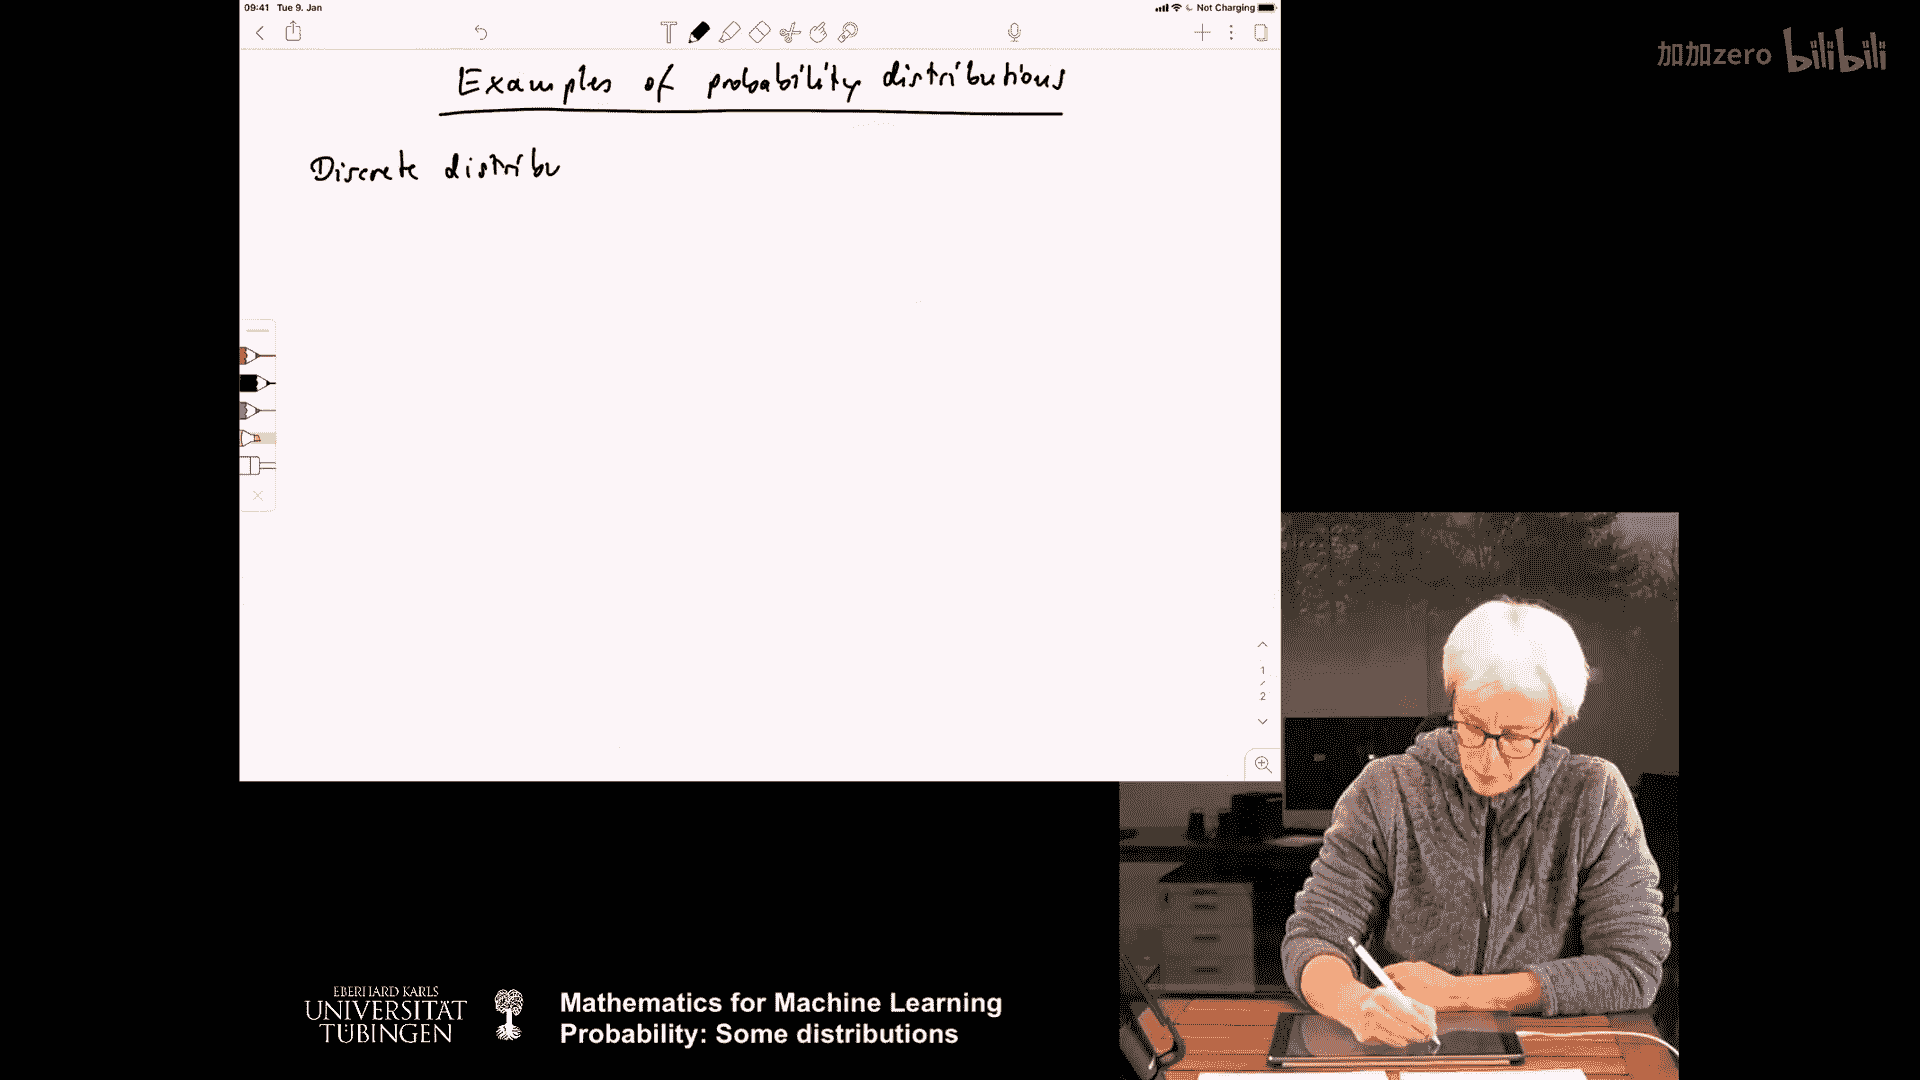 09:41 Tue 9. Jan
Not Charging
T
Examples of probability distributions
Discrete distribu
1
/
2
加加zero bilibili
EBERHARD KARLS
UNIVERSITÄT
TÜBINGEN
Mathematics for Machine Learning
Probability: Some distributions